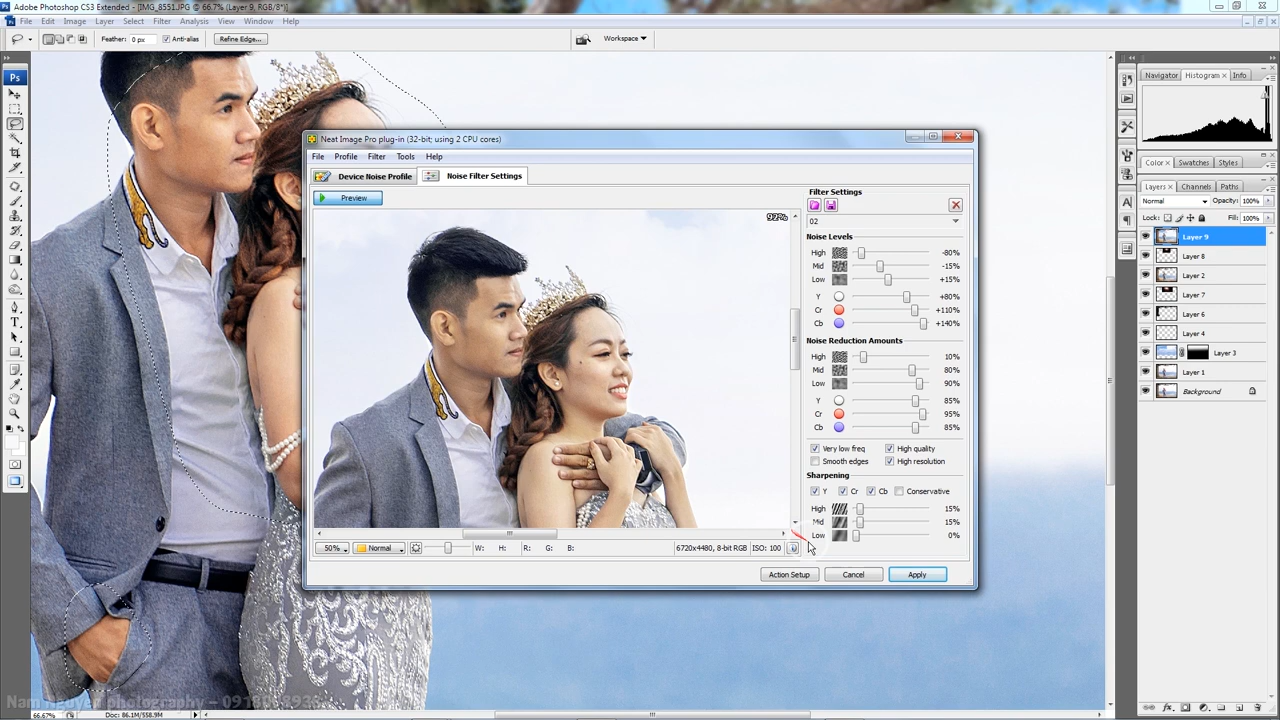 Adobe Photoshop CS3 Extended - [IMG_8551.JPG @ 66.7% (Layer 9, RGB/8*)]
File Edit Image Layer Select Filter Analysis View Window Help
Feather: 0 px Anti-alias Refine Edge... Workspace
Ps
Navigator Histogram Info
Color Swatches Styles
Layers Channels Paths
Normal Opacity: 100%
Lock: Fill: 100%
Layer 9
Layer 8
Layer 2
Layer 7
Layer 6
Layer 4
Layer 3
Layer 1
Background
Neat Image Pro plug-in (32-bit; using 2 CPU cores)
File Profile Filter Tools Help
Device Noise Profile Noise Filter Settings
Preview
Filter Settings
02
Noise Levels
High -80%
Mid -15%
Low +15%
Y +80%
Cr +110%
Cb +140%
Noise Reduction Amounts
High 10%
Mid 80%
Low 90%
Y 85%
Cr 95%
Cb 85%
Very low freq High quality
Smooth edges High resolution
Sharpening
Y Cr Cb Conservative
High 15%
Mid 15%
Low 0%
50% Normal W: H: R: G: B: 6720x4480, 8-bit RGB ISO: 100
Action Setup Cancel Apply
66.67% Doc: 86.1M/558.9M